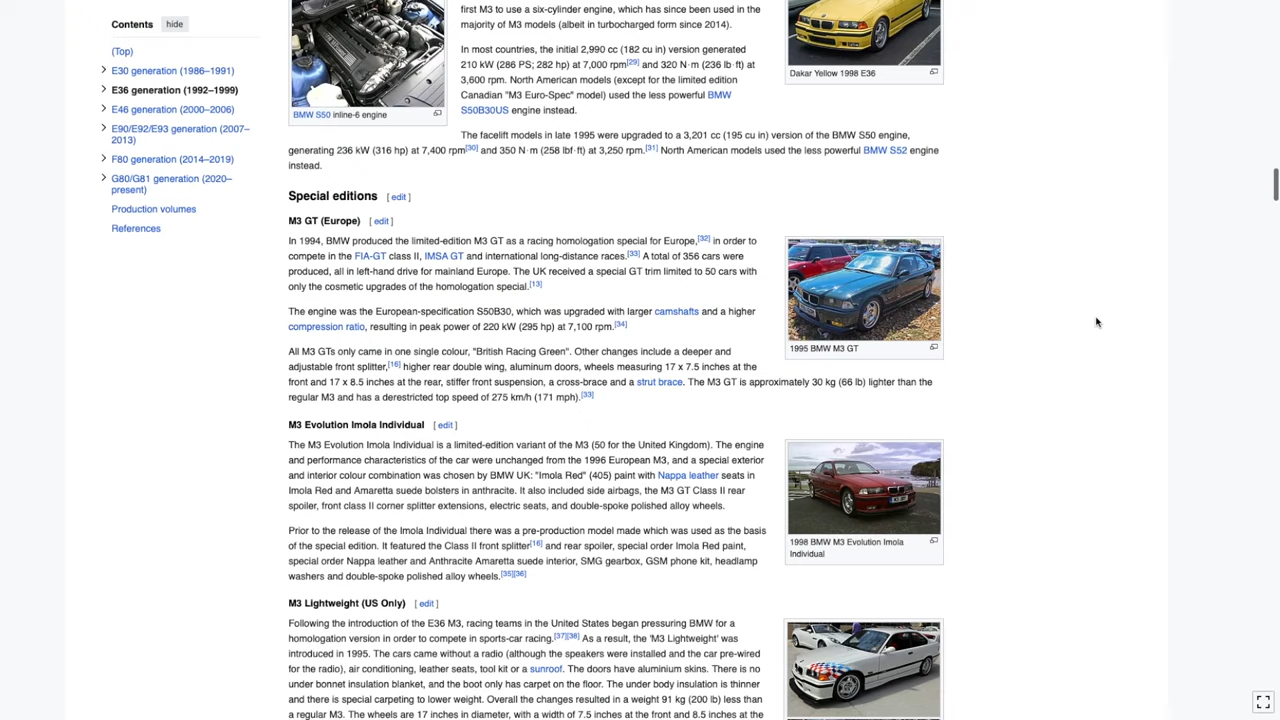 Contents hide
(Top)
E30 generation (1986–1991)
E36 generation (1992–1999)
E46 generation (2000–2006)
E90/E92/E93 generation (2007–
2013)
F80 generation (2014–2019)
G80/G81 generation (2020–
present)
Production volumes
References
BMW S50 inline-6 engine
first M3 to use a six-cylinder engine, which has since been used in the
majority of M3 models (albeit in turbocharged form since 2014).
In most countries, the initial 2,990 cc (182 cu in) version generated
210 kW (286 PS; 282 hp) at 7,000 rpm[29] and 320 N·m (236 lb·ft) at
3,600 rpm. North American models (except for the limited edition
Canadian "M3 Euro-Spec" model) used the less powerful BMW
S50B30US engine instead.
Dakar Yellow 1998 E36
The facelift models in late 1995 were upgraded to a 3,201 cc (195 cu in) version of the BMW S50 engine,
generating 236 kW (316 hp) at 7,400 rpm[30] and 350 N·m (258 lbf·ft) at 3,250 rpm.[31] North American models used the less powerful BMW S52 engine
instead.
Special editions [ edit ]
M3 GT (Europe) [ edit ]
In 1994, BMW produced the limited-edition M3 GT as a racing homologation special for Europe,[32] in order to
compete in the FIA-GT class II, IMSA GT and international long-distance races.[33] A total of 356 cars were
produced, all in left-hand drive for mainland Europe. The UK received a special GT trim limited to 50 cars with
only the cosmetic upgrades of the homologation special.[13]
The engine was the European-specification S50B30, which was upgraded with larger camshafts and a higher
compression ratio, resulting in peak power of 220 kW (295 hp) at 7,100 rpm.[34]
1995 BMW M3 GT
All M3 GTs only came in one single colour, "British Racing Green". Other changes include a deeper and
adjustable front splitter,[16] higher rear double wing, aluminum doors, wheels measuring 17 x 7.5 inches at the
front and 17 x 8.5 inches at the rear, stiffer front suspension, a cross-brace and a strut brace. The M3 GT is approximately 30 kg (66 lb) lighter than the
regular M3 and has a derestricted top speed of 275 km/h (171 mph).[33]
M3 Evolution Imola Individual [ edit ]
The M3 Evolution Imola Individual is a limited-edition variant of the M3 (50 for the United Kingdom). The engine
and performance characteristics of the car were unchanged from the 1996 European M3, and a special exterior
and interior colour combination was chosen by BMW UK: "Imola Red" (405) paint with Nappa leather seats in
Imola Red and Amaretta suede bolsters in anthracite. It also included side airbags, the M3 GT Class II rear
spoiler, front class II corner splitter extensions, electric seats, and double-spoke polished alloy wheels.
1998 BMW M3 Evolution Imola
Individual
Prior to the release of the Imola Individual there was a pre-production model made which was used as the basis
of the special edition. It featured the Class II front splitter[16] and rear spoiler, special order Imola Red paint,
special order Nappa leather and Anthracite Amaretta suede interior, SMG gearbox, GSM phone kit, headlamp
washers and double-spoke polished alloy wheels.[35][36]
M3 Lightweight (US Only) [ edit ]
Following the introduction of the E36 M3, racing teams in the United States began pressuring BMW for a
homologation version in order to compete in sports-car racing.[37][38] As a result, the 'M3 Lightweight' was
introduced in 1995. The cars came without a radio (although the speakers were installed and the car pre-wired
for the radio), air conditioning, leather seats, tool kit or a sunroof. The doors have aluminium skins. There is no
under bonnet insulation blanket, and the boot only has carpet on the floor. The under body insulation is thinner
and there is special carpeting to lower weight. Overall the changes resulted in a weight 91 kg (200 lb) less than
a regular M3. The wheels are 17 inches in diameter, with a width of 7.5 inches at the front and 8.5 inches at the